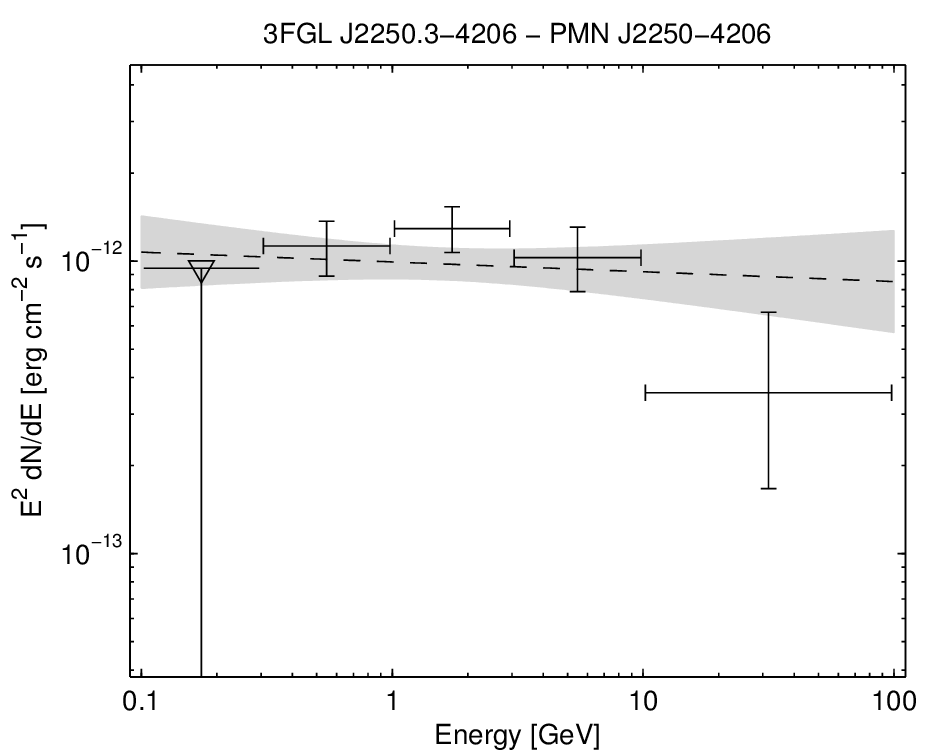 3FGL J2250.3−4206 − PMN J2250−4206
E² dN/dE [erg cm⁻² s⁻¹]
10⁻¹²
10⁻¹³
0.1 1 10 100
Energy [GeV]